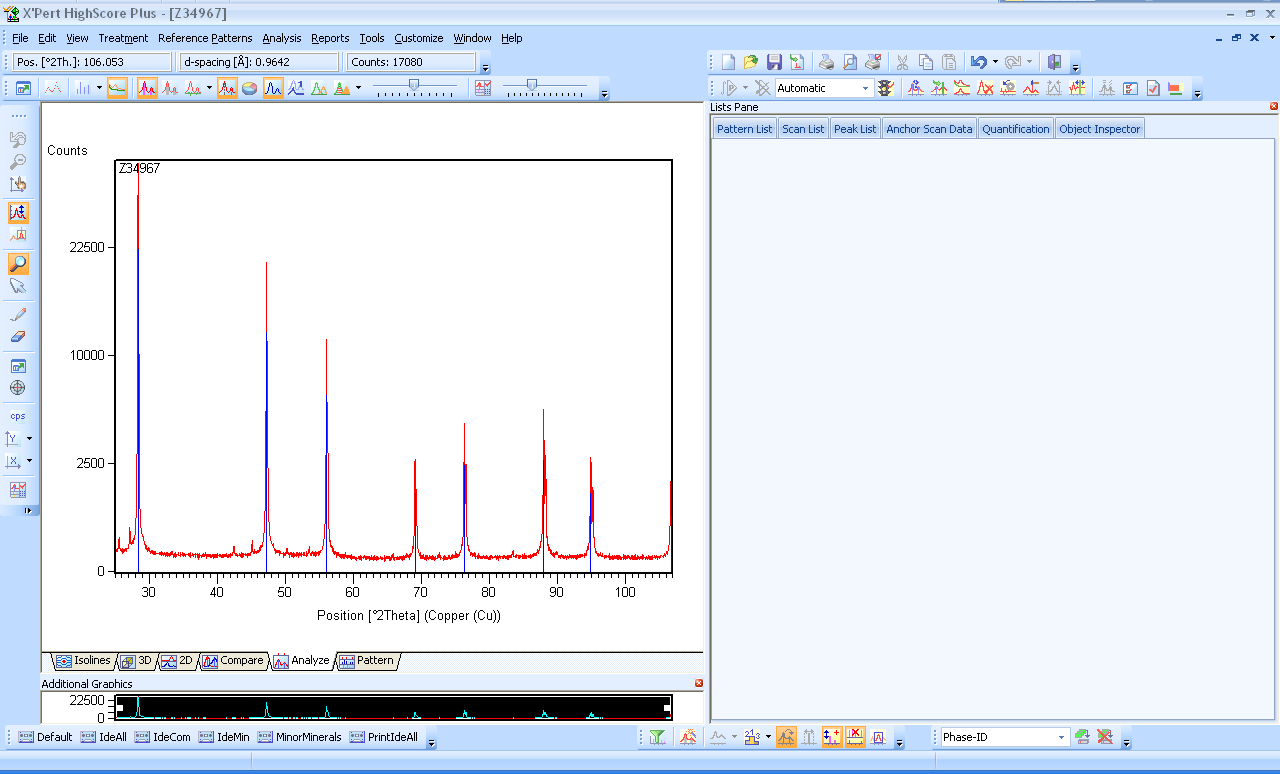 X'Pert HighScore Plus - [Z34967]
File Edit View Treatment Reference Patterns Analysis Reports Tools Customize Window Help
Pos. [°2Th.]: 106.053 d-spacing [Å]: 0.9642 Counts: 17080
Automatic
Lists Pane
Pattern List Scan List Peak List Anchor Scan Data Quantification Object Inspector
Counts
Z34967
22500
10000
2500
0
30 40 50 60 70 80 90 100
Position [°2Theta] (Copper (Cu))
cps
Y
X
Isolines 3D 2D Compare Analyze Pattern
Additional Graphics
22500
0
Default IdeAll IdeCom IdeMin MinorMinerals PrintIdeAll
Phase-ID